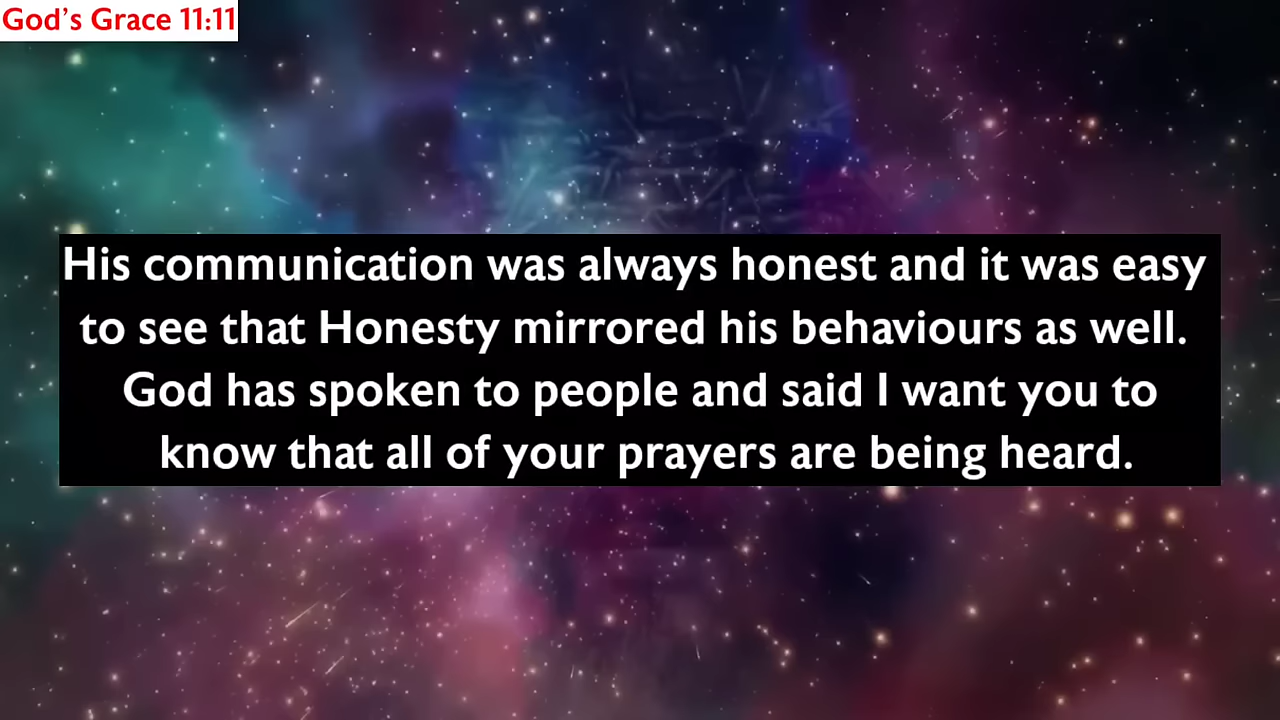 God's Grace 11:11
His communication was always honest and it was easy
to see that Honesty mirrored his behaviours as well.
God has spoken to people and said I want you to
know that all of your prayers are being heard.